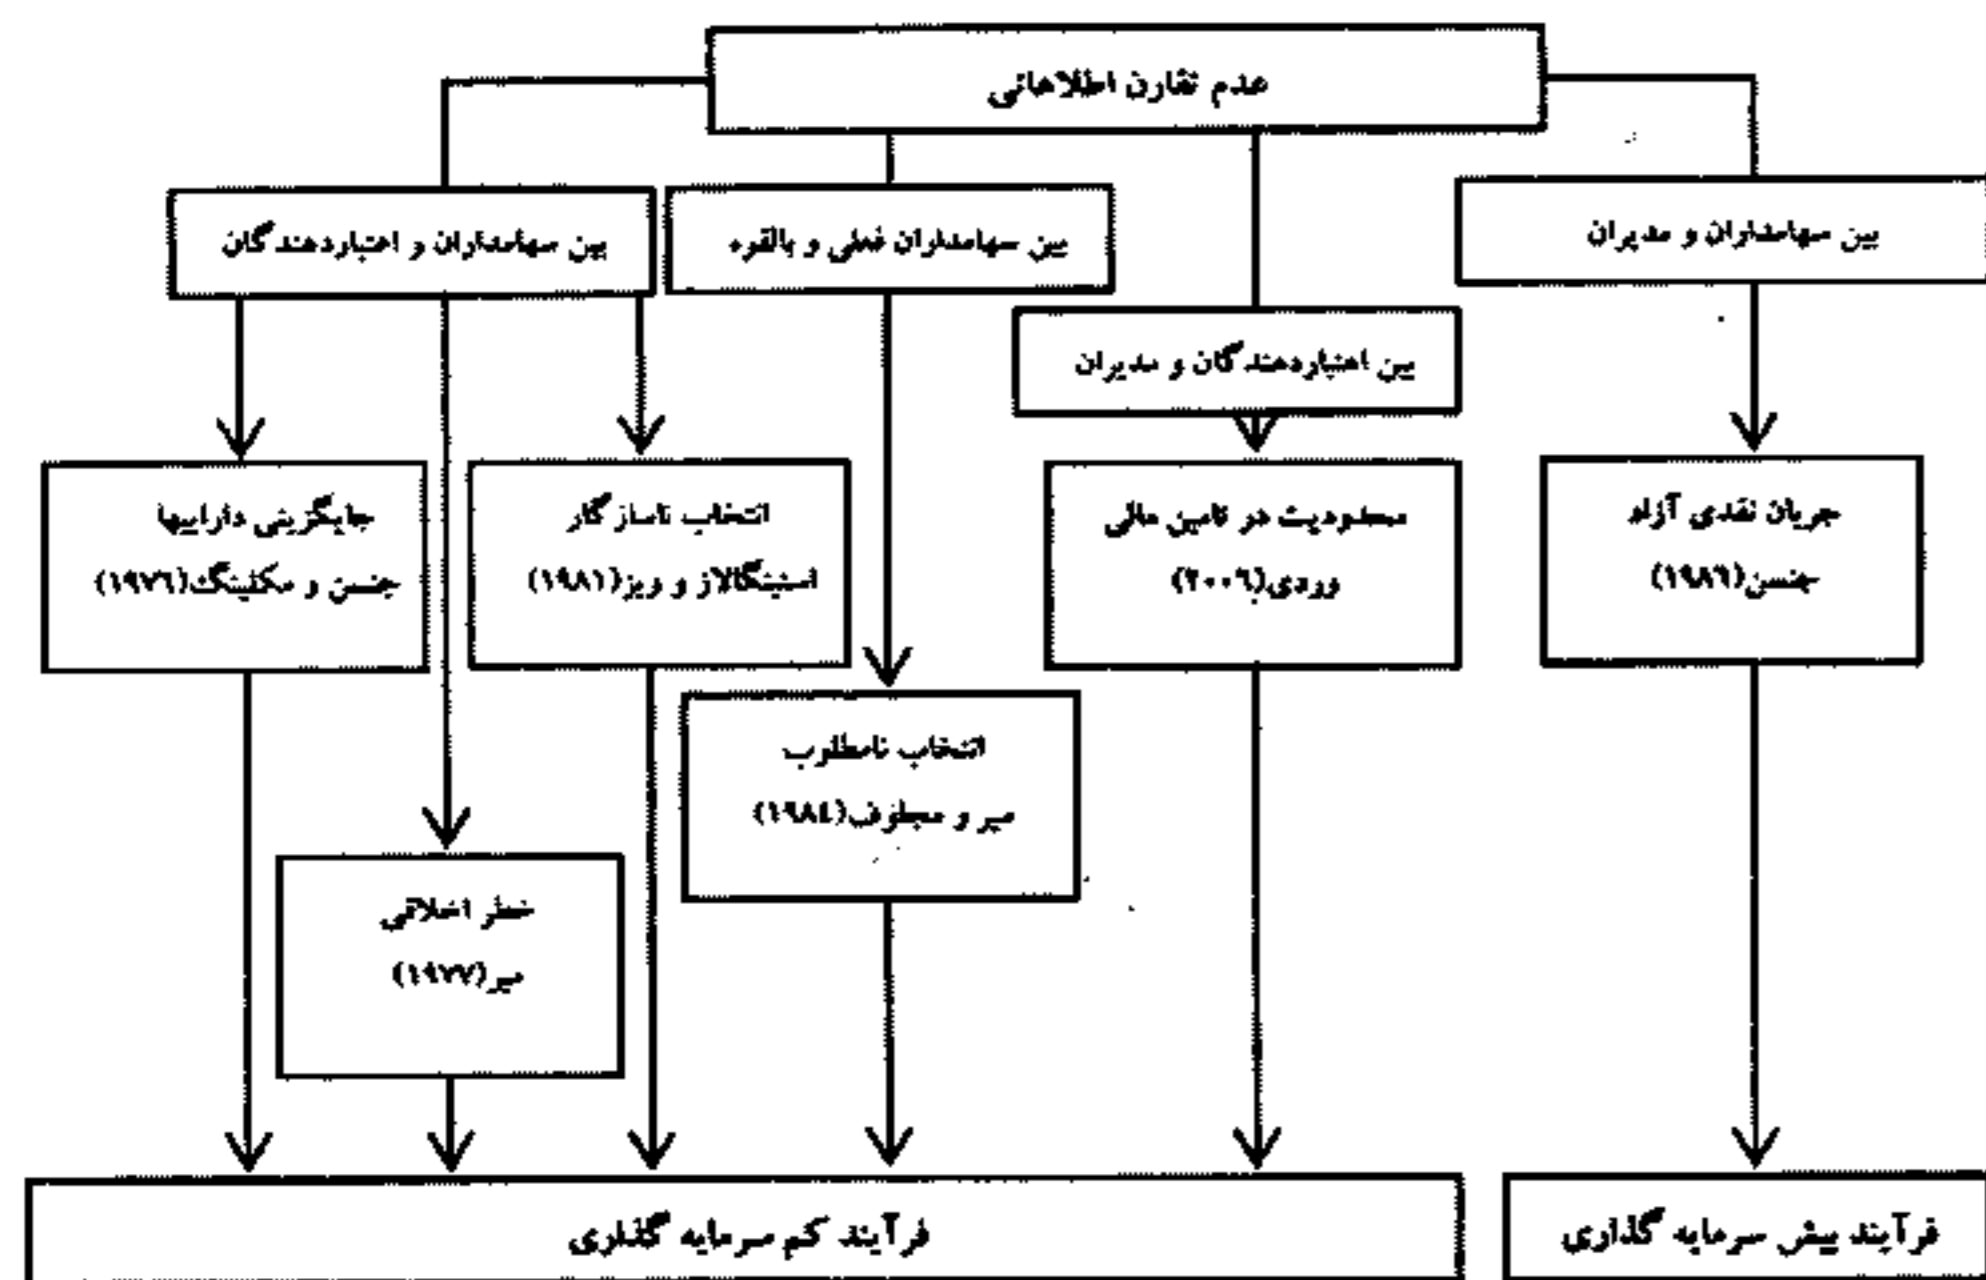 عدم تقارن اطلاعاتی
بین سهامداران و مدیران
بین سهامداران فعلی و بالقوه
بین سهامداران و اعتباردهندگان
بین اعتباردهندگان و مدیران
جریان نقدی آزاد
جنسن(۱۹۸۶)
محدودیت در تامین مالی
وردی(۲۰۰۶)
انتخاب ناسازگار
استیگالاز و ویز(۱۹۸۱)
جایگزینی داراییها
جنسن و مکلینگ(۱۹۷۶)
انتخاب نامطلوب
میر و مجلوف(۱۹۸٤)
خطر اخلاقی
میر(۱۹۷۷)
فرآیند بیش سرمایه گذاری
فرآیند کم سرمایه گذاری